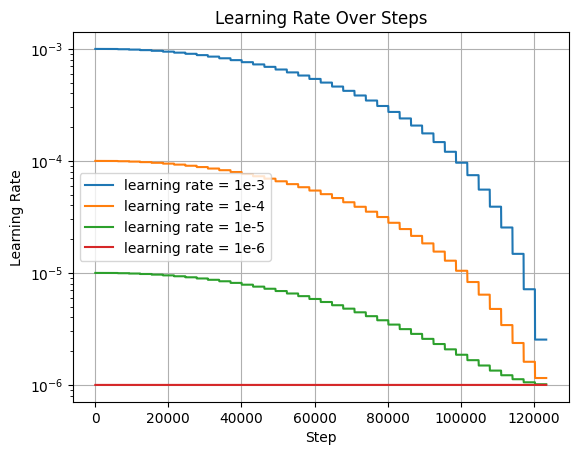 Learning Rate Over Steps
Learning Rate
10⁻³
10⁻⁴
10⁻⁵
10⁻⁶
learning rate = 1e-3
learning rate = 1e-4
learning rate = 1e-5
learning rate = 1e-6
0 20000 40000 60000 80000 100000 120000
Step